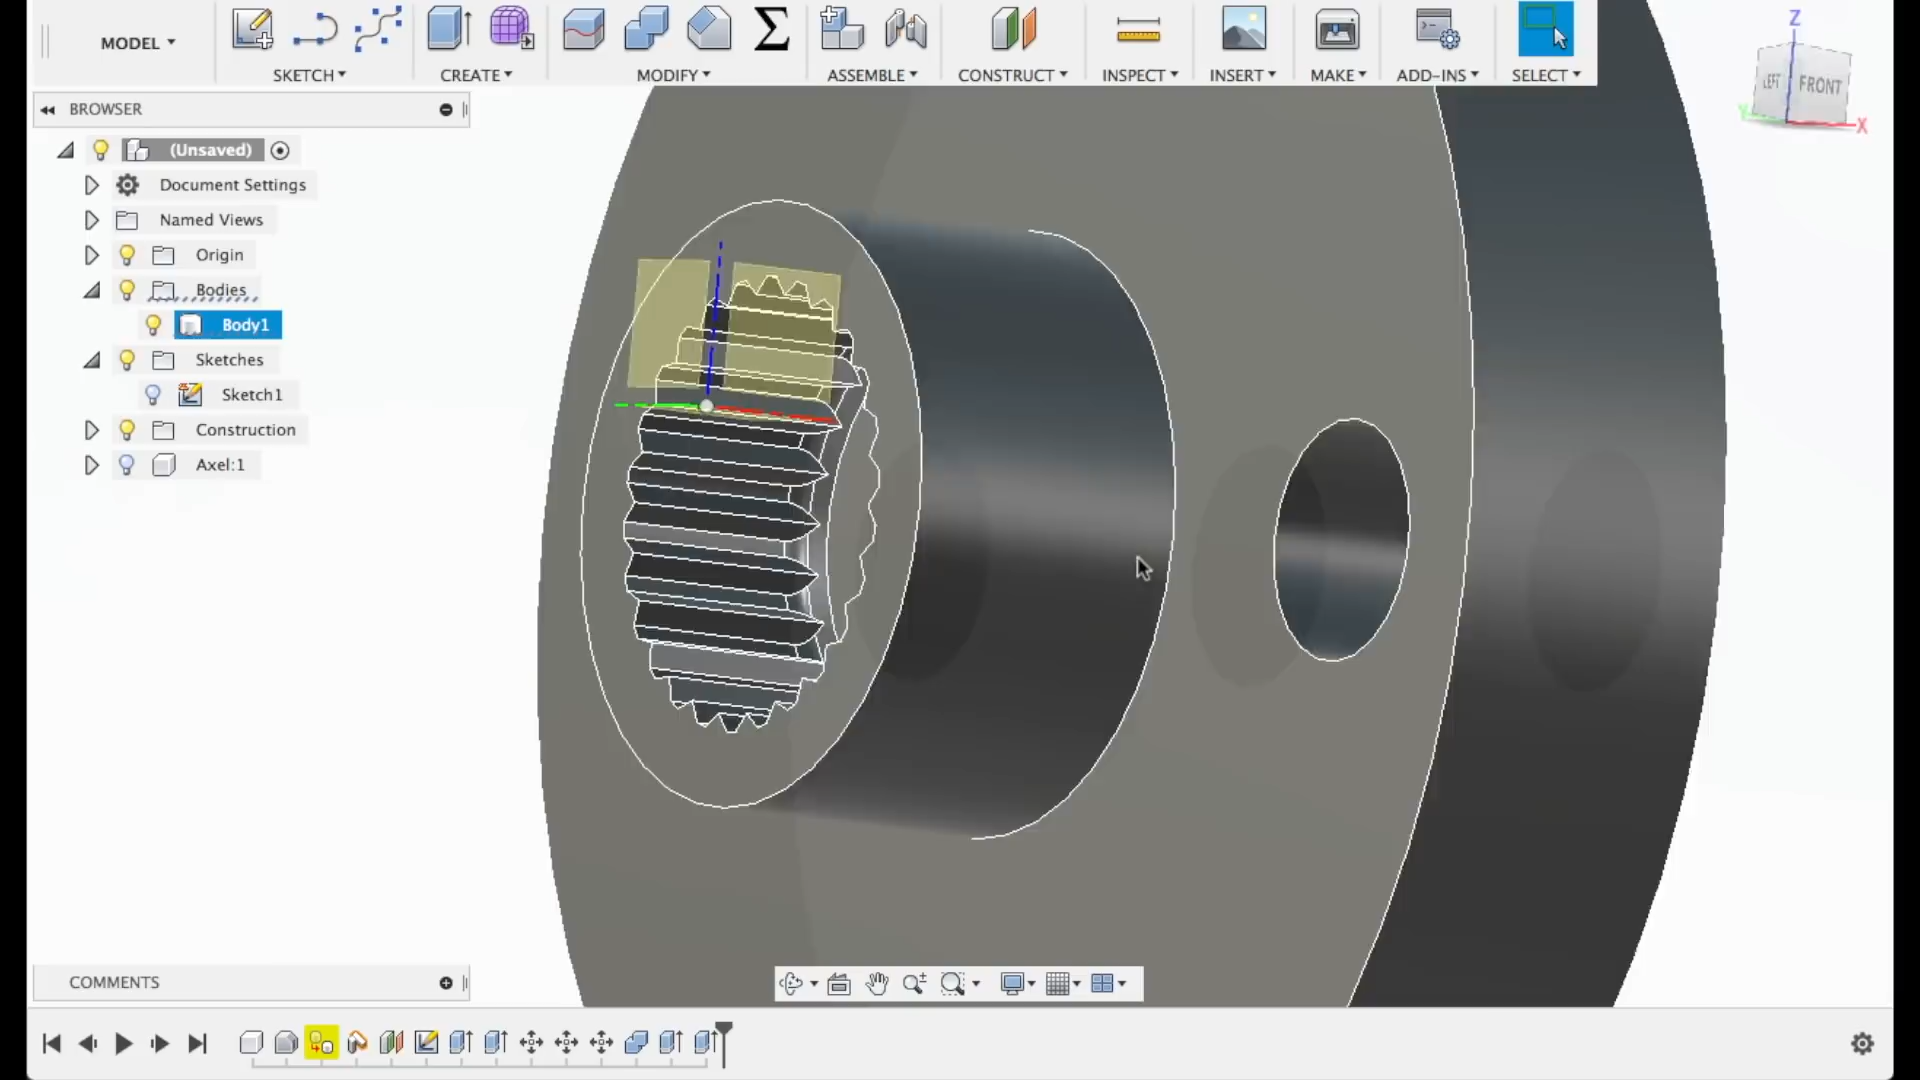 MODEL
SKETCH
CREATE
MODIFY
ASSEMBLE
CONSTRUCT
INSPECT
INSERT
MAKE
ADD-INS
SELECT
Z
LEFT
FRONT
Y
X
BROWSER
(Unsaved)
Document Settings
Named Views
Origin
Bodies
Body1
Sketches
Sketch1
Construction
Axel:1
COMMENTS